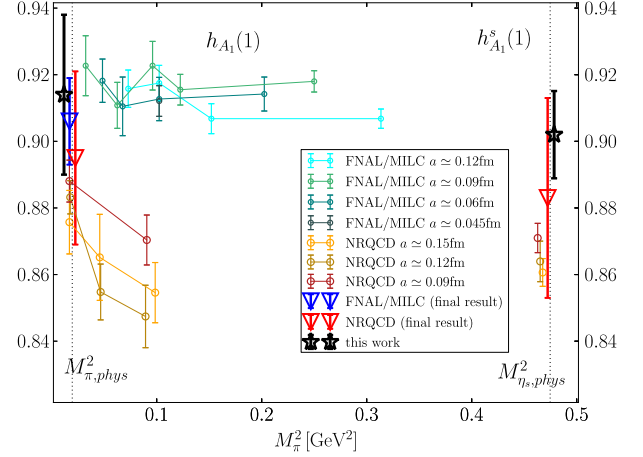 0.94
0.92
0.90
0.88
0.86
0.84
0.94
0.92
0.90
0.88
0.86
0.84
h_{A_1}(1)
h^s_{A_1}(1)
FNAL/MILC a ≃ 0.12fm
FNAL/MILC a ≃ 0.09fm
FNAL/MILC a ≃ 0.06fm
FNAL/MILC a ≃ 0.045fm
NRQCD a ≃ 0.15fm
NRQCD a ≃ 0.12fm
NRQCD a ≃ 0.09fm
FNAL/MILC (final result)
NRQCD (final result)
this work
M^2_{π,phys}
M^2_{η_s,phys}
0.1 0.2 0.3 0.4 0.5
M^2_π [GeV^2]